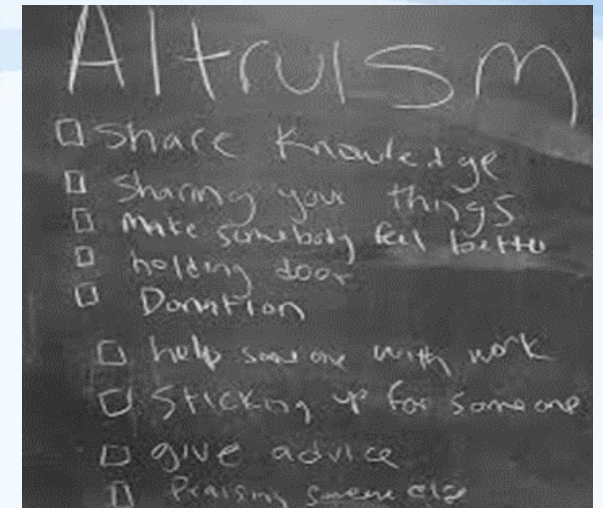 Altruism
Share Knowledge
Sharing your things
Make somebody feel better
holding door
Donation
help someone with work
Sticking up for someone
give advice
Praising someone else